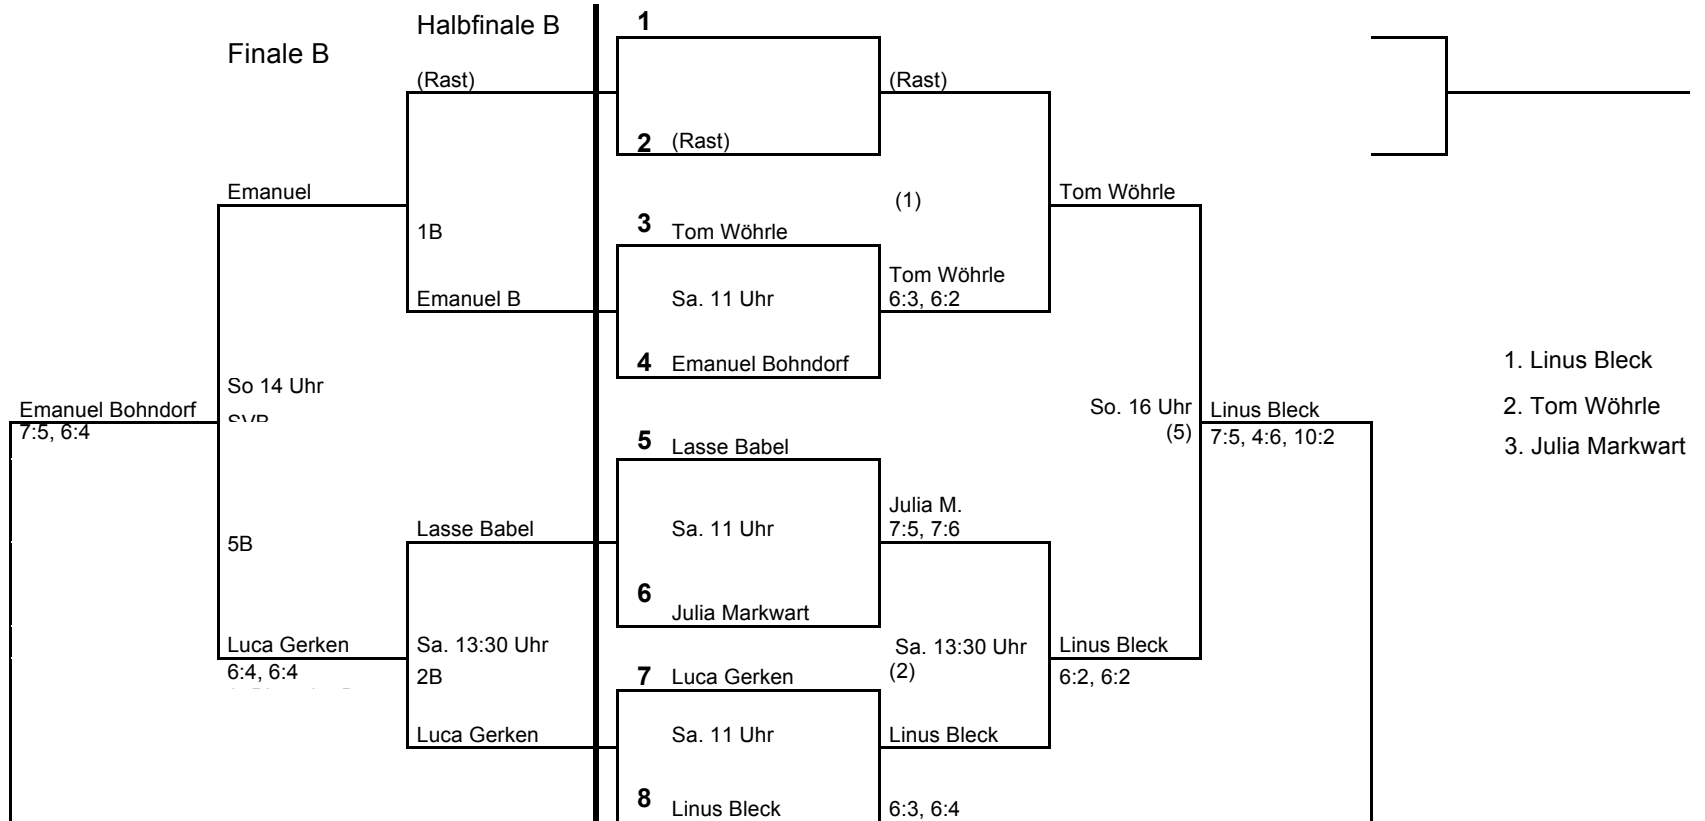 Halbfinale B
Finale B
1
(Rast)
(Rast)
2 (Rast)
Emanuel
(1)
Tom Wöhrle
1B
3 Tom Wöhrle
Emanuel B
Sa. 11 Uhr
Tom Wöhrle
6:3, 6:2
4 Emanuel Bohndorf
1. Linus Bleck
So 14 Uhr
Emanuel Bohndorf
7:5, 6:4
So. 16 Uhr
(5)
Linus Bleck
7:5, 4:6, 10:2
2. Tom Wöhrle
3. Julia Markwart
5 Lasse Babel
Lasse Babel
Sa. 11 Uhr
Julia M.
7:5, 7:6
5B
6
Julia Markwart
Luca Gerken
6:4, 6:4
Sa. 13:30 Uhr
2B
Sa. 13:30 Uhr
(2)
Linus Bleck
6:2, 6:2
7 Luca Gerken
Luca Gerken
Sa. 11 Uhr
Linus Bleck
8 Linus Bleck
6:3, 6:4